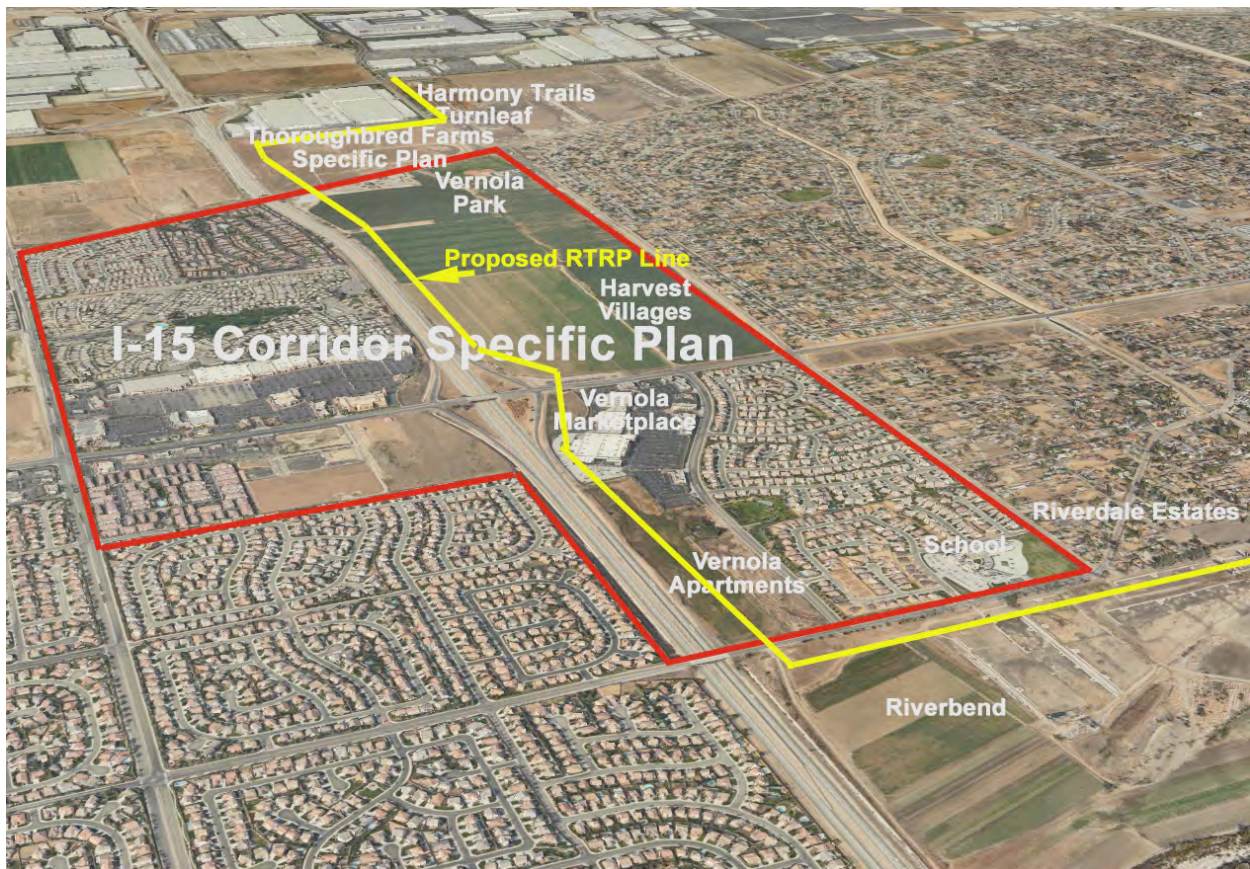 Harmony Trails
Turnleaf
Thoroughbred Farms
Specific Plan
Vernola
Park
Proposed RTRP Line
Harvest
Villages
I-15 Corridor Specific Plan
Vernola
Marketplace
Riverdale Estates
School
Vernola
Apartments
Riverbend